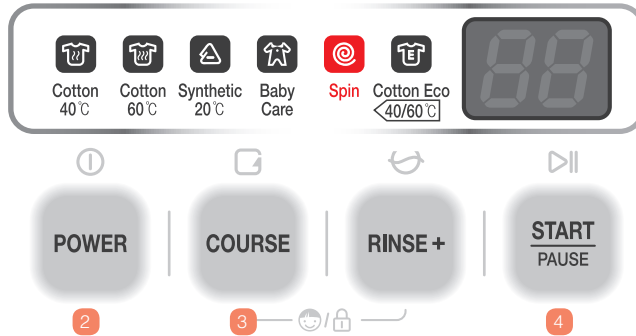 Cotton
40℃
Cotton
60℃
Synthetic
20℃
Baby
Care
Spin
E
Cotton Eco
40/60℃
88
POWER
COURSE
RINSE +
START
PAUSE
2
3
/
4